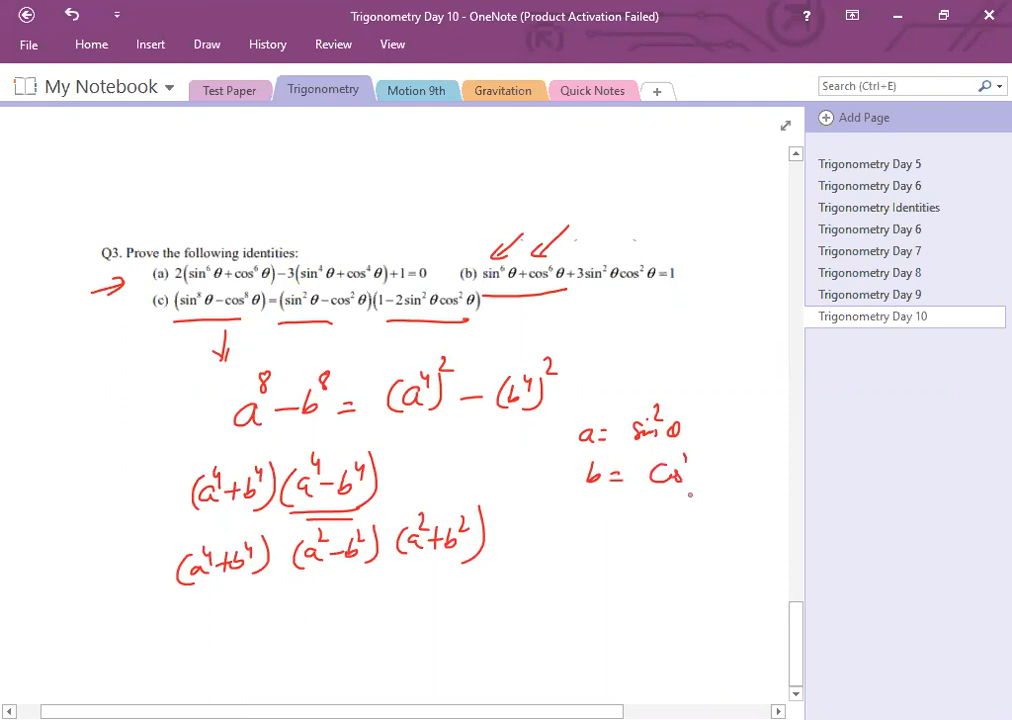 Trigonometry Day 10 - OneNote (Product Activation Failed)
?
File Home Insert Draw History Review View
My Notebook Test Paper Trigonometry Motion 9th Gravitation Quick Notes + Search (Ctrl+E)
Add Page
Trigonometry Day 5
Trigonometry Day 6
Trigonometry Identities
Trigonometry Day 6
Trigonometry Day 7
Trigonometry Day 8
Trigonometry Day 9
Trigonometry Day 10
Q3. Prove the following identities:
(a) 2(sin⁶ θ + cos⁶ θ) − 3(sin⁴ θ + cos⁴ θ) + 1 = 0 (b) sin⁶ θ + cos⁶ θ + 3sin² θ cos² θ = 1
(c) (sin⁸ θ − cos⁸ θ) = (sin² θ − cos² θ)(1 − 2sin² θ cos² θ)
a⁸ − b⁸ = (a⁴)² − (b⁴)²
a = sin² θ
b = Cos
(a⁴ + b⁴)(a⁴ − b⁴)
(a⁴ + b⁴) (a² − b²) (a² + b²)